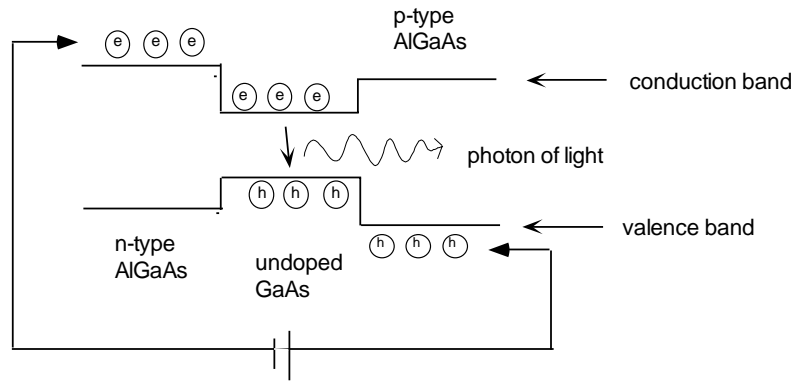 p-type
AlGaAs
e e e
e e e
conduction band
photon of light
h h h
valence band
h h h
n-type
AlGaAs
undoped
GaAs